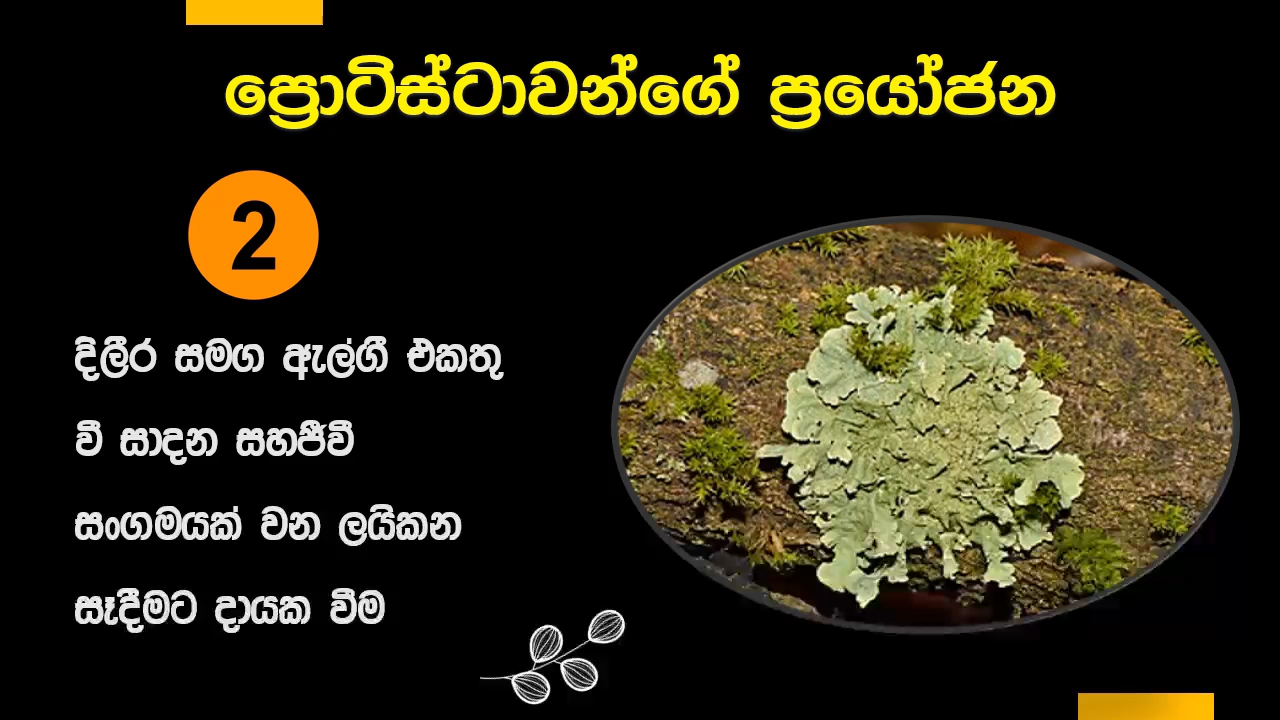 ප්‍රොටිස්ටාවන්ගේ ප්‍රයෝජන
2
දිලීර සමග ඇල්ගී එකතු
වී සාදන සහජීවී
සංගමයක් වන ලයිකන
සෑදීමට දායක වීම